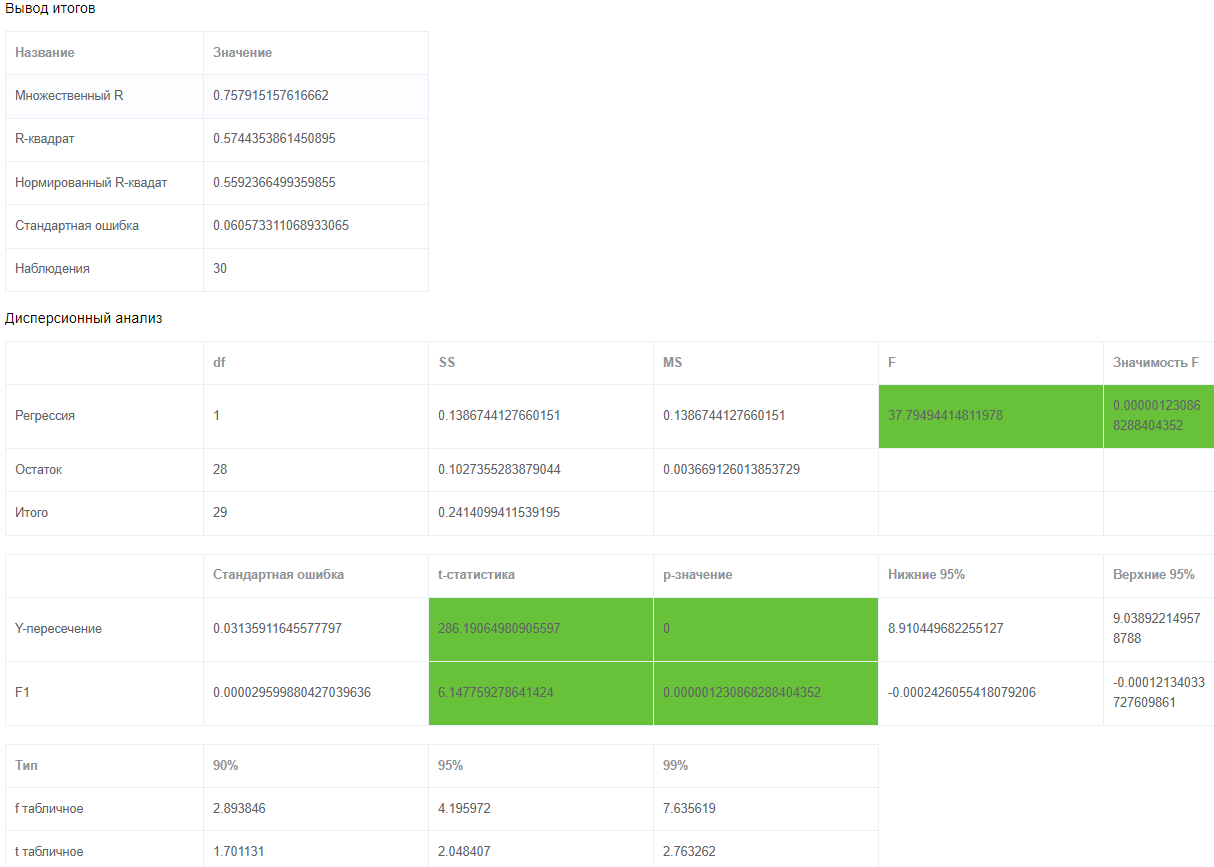 Вывод итогов
Название Значение
Множественный R 0.757915157616662
R-квадрат 0.5744353861450895
Нормированный R-квадат 0.5592366499359855
Стандартная ошибка 0.060573311068933065
Наблюдения 30
Дисперсионный анализ
df SS MS F Значимость F
Регрессия 1 0.1386744127660151 0.1386744127660151 37.79494414811978 0.00000123086
8288404352
Остаток 28 0.1027355283879044 0.003669126013853729
Итого 29 0.2414099411539195
Стандартная ошибка t-статистика p-значение Нижние 95% Верхние 95%
Y-пересечение 0.03135911645577797 286.19064980905597 0 8.910449682255127 9.03892214957
8788
F1 0.000029599880427039636 6.147759278641424 0.000001230868288404352 -0.0002426055418079206 -0.00012134033
727609861
Тип 90% 95% 99%
f табличное 2.893846 4.195972 7.635619
t табличное 1.701131 2.048407 2.763262